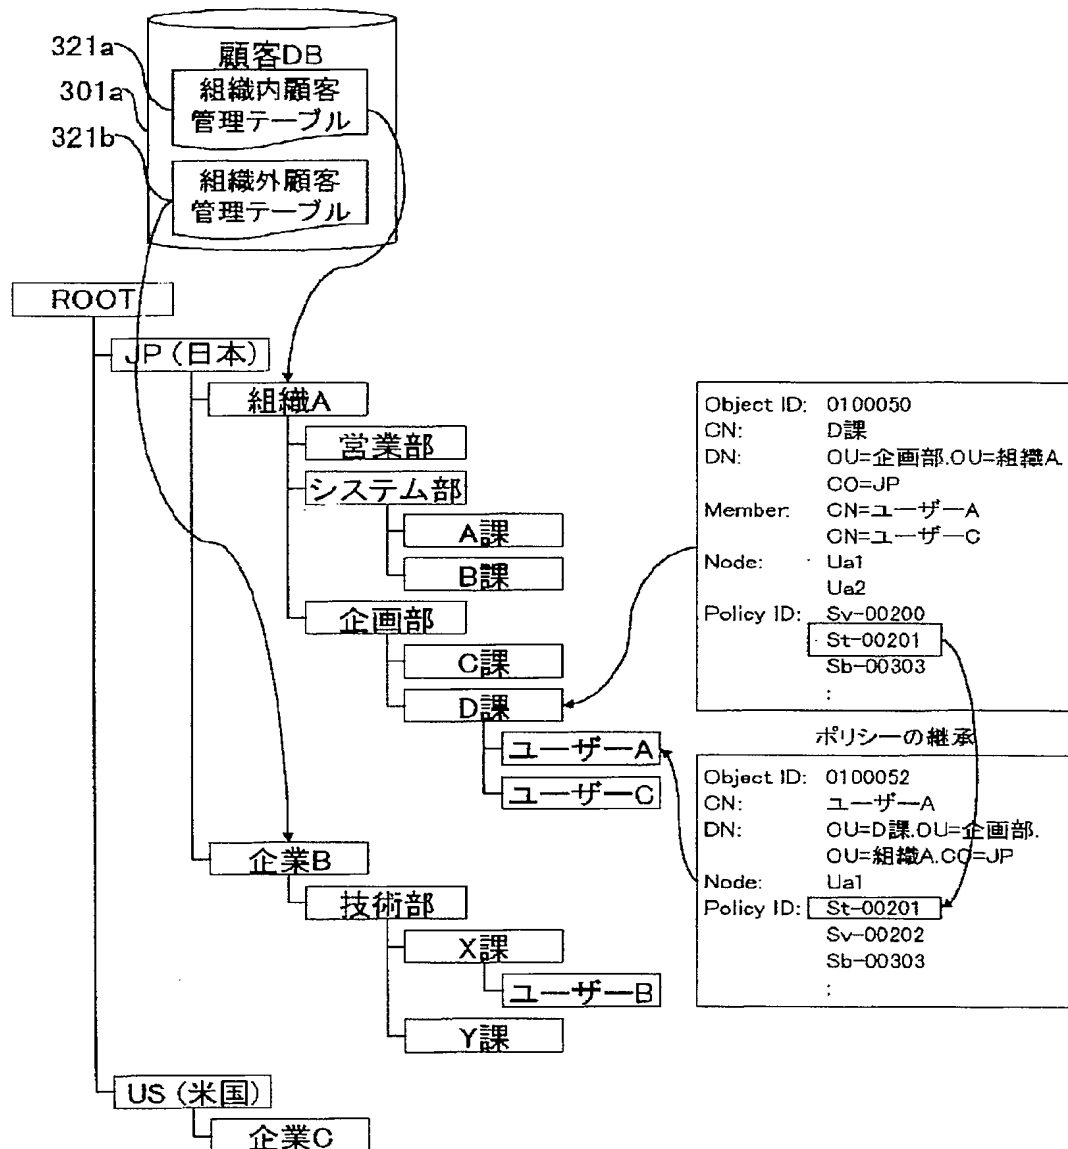 321a
301a
321b
顧客DB
組織内顧客
管理テーブル
組織外顧客
管理テーブル
ROOT
JP(日本)
組織A
営業部
システム部
A課
B課
企画部
C課
D課
ユーザーA
ユーザーC
企業B
技術部
X課
ユーザーB
Y課
US(米国)
企業C
Object ID: 0100050
CN: D課
DN: OU=企画部.OU=組織A.
CO=JP
Member: CN=ユーザーA
CN=ユーザーC
Node: Ua1
Ua2
Policy ID: Sv-00200
St-00201
Sb-00303
:
ポリシーの継承
Object ID: 0100052
CN: ユーザーA
DN: OU=D課.OU=企画部.
OU=組織A.CO=JP
Node: Ua1
Policy ID: St-00201
Sv-00202
Sb-00303
: